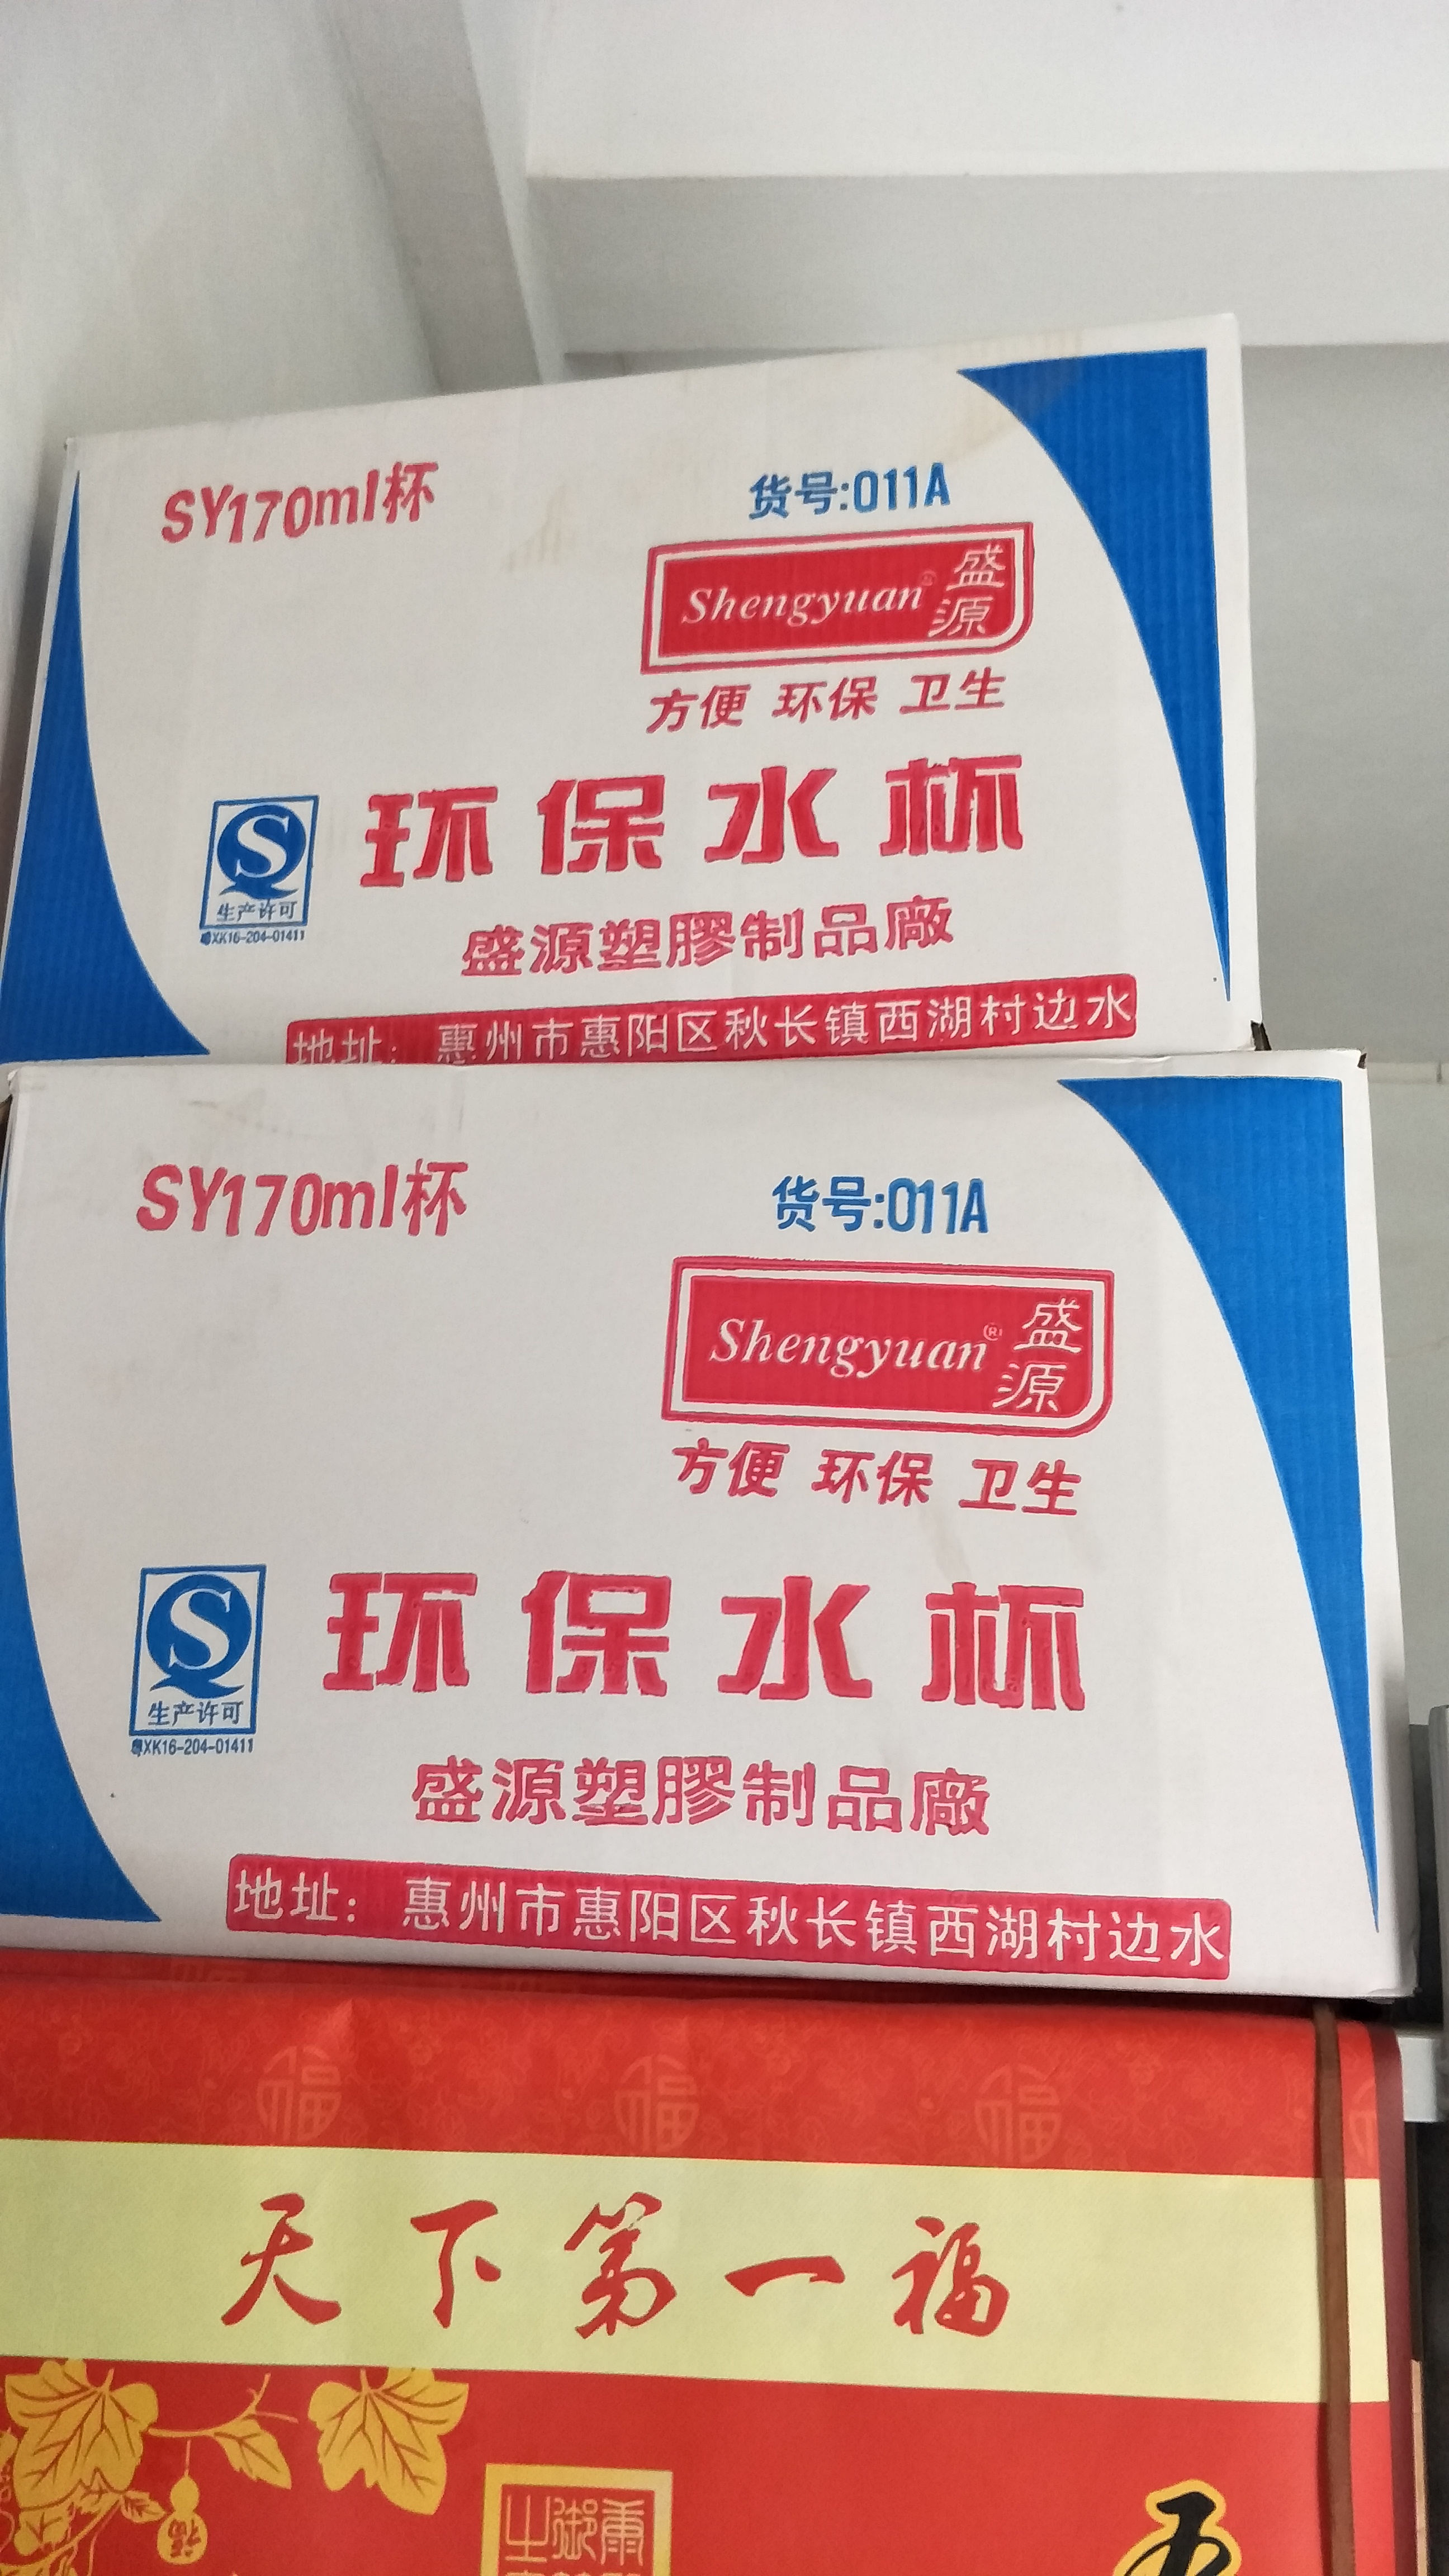 SY170ml杯
货号:011A
Shengyuan® 盛源
方便 环保 卫生
环保水杯
生产许可
粤XK16-204-01411
盛源塑膠制品廠
地址: 惠州市惠阳区秋长镇西湖村边水
SY170ml杯
货号:011A
Shengyuan® 盛源
方便 环保 卫生
环保水杯
生产许可
粤XK16-204-01411
盛源塑膠制品廠
地址: 惠州市惠阳区秋长镇西湖村边水
福 福 福
天下第一福
福